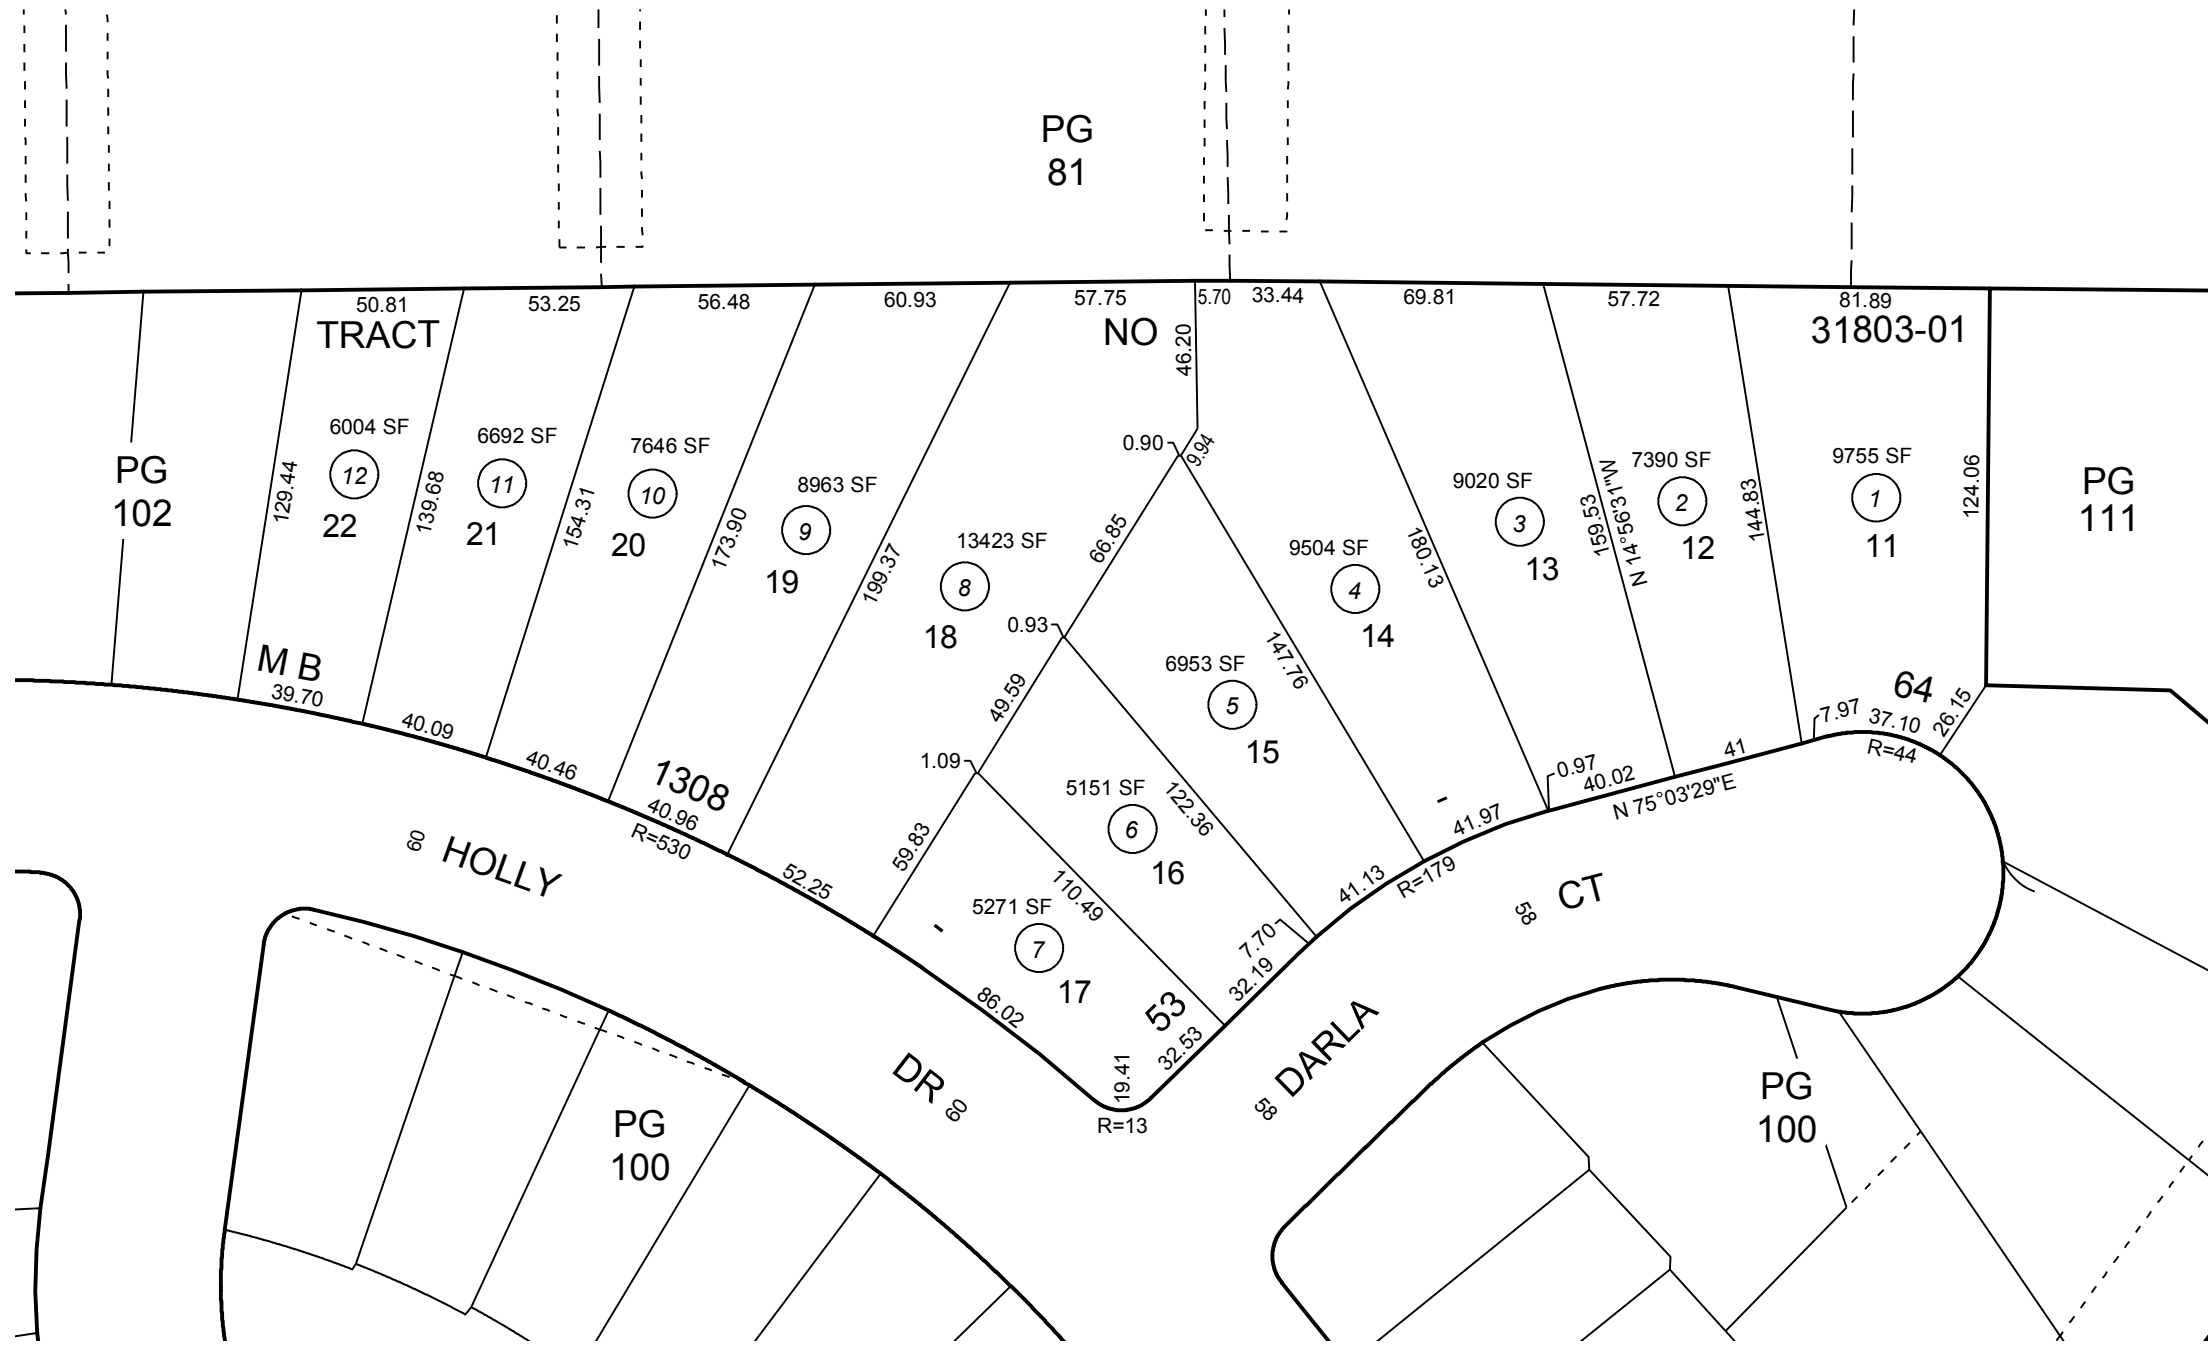 PG
81
50.81
53.25
56.48
60.93
57.75
5.70
33.44
69.81
57.72
81.89
TRACT
NO
31803-01
46.20
0.90
9.94
6004 SF
12
22
129.44
6692 SF
11
21
139.68
7646 SF
10
20
154.31
8963 SF
9
19
173.90
13423 SF
8
18
199.37
66.85
0.93
49.59
1.09
59.83
9504 SF
4
14
147.76
180.13
9020 SF
3
13
159.53
N 14°56'31"W
7390 SF
2
12
144.83
9755 SF
1
11
124.06
PG
102
PG
111
6953 SF
5
15
122.36
5151 SF
6
16
110.49
5271 SF
7
17
M B
1308
-
53
-
64
39.70
40.09
40.46
40.96
R=530
52.25
86.02
19.41
R=13
32.53
32.19
7.70
41.13
R=179
41.97
0.97
40.02
41
N 75°03'29"E
7.97
37.10
R=44
26.15
60
HOLLY
DR
60
58
DARLA
58
CT
PG
100
PG
100